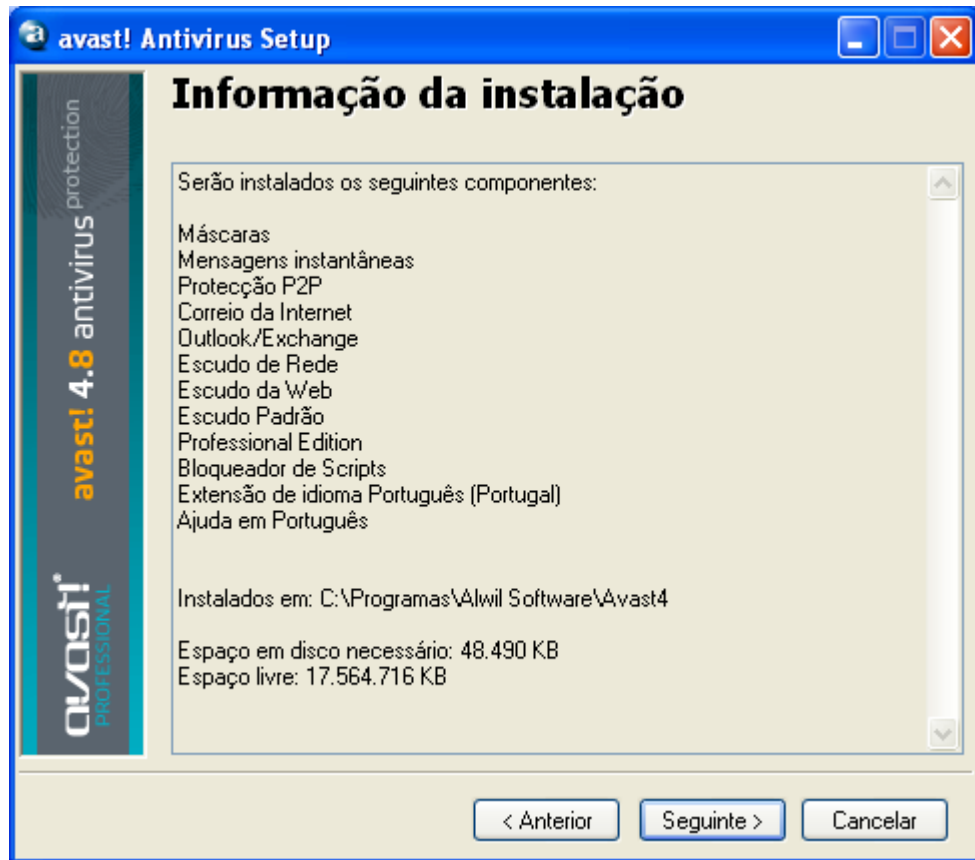 avast! Antivirus Setup
Informação da instalação
Serão instalados os seguintes componentes:
Máscaras
Mensagens instantâneas
Protecção P2P
Correio da Internet
Outlook/Exchange
Escudo de Rede
Escudo da Web
Escudo Padrão
Professional Edition
Bloqueador de Scripts
Extensão de idioma Português (Portugal)
Ajuda em Português
Instalados em: C:\Programas\Alwil Software\Avast4
Espaço em disco necessário: 48.490 KB
Espaço livre: 17.564.716 KB
avast! 4.8 antivirus protection
avast!®
PROFESSIONAL
< Anterior
Seguinte >
Cancelar